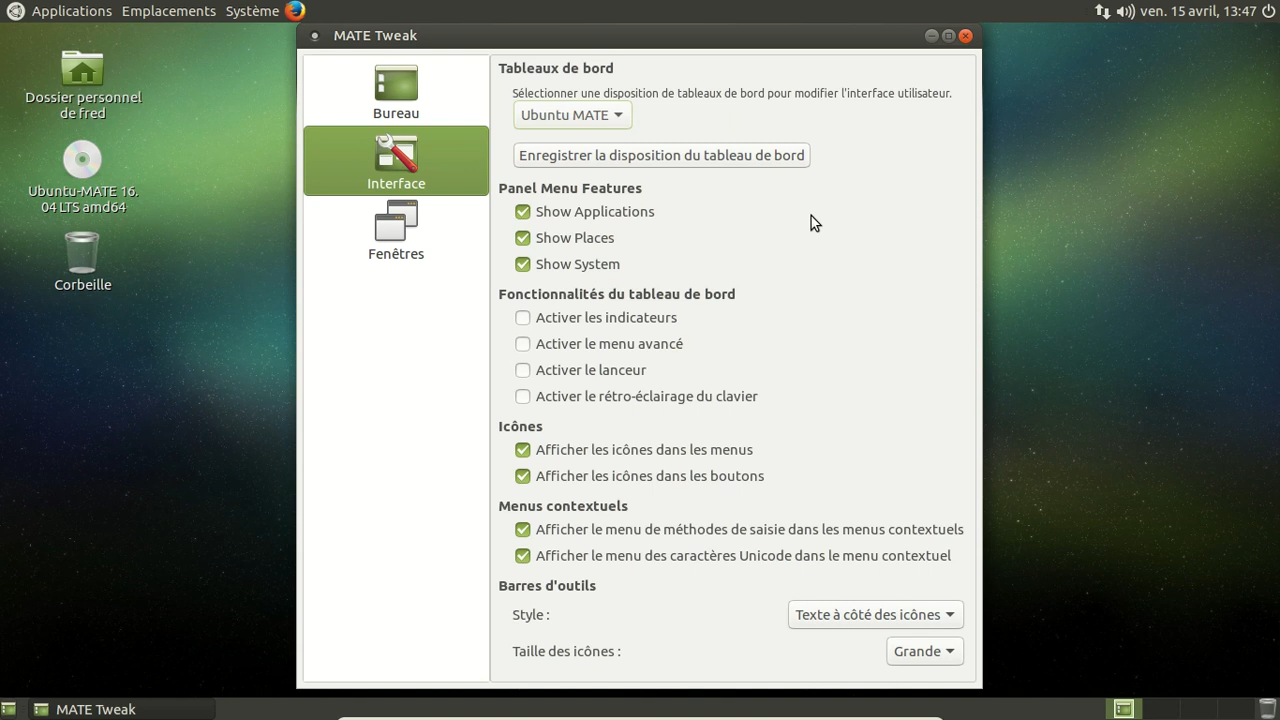 Applications Emplacements Système
ven. 15 avril, 13:47
Dossier personnel
de fred
Ubuntu-MATE 16.
04 LTS amd64
Corbeille
MATE Tweak
Bureau
Interface
Fenêtres
Tableaux de bord
Sélectionner une disposition de tableaux de bord pour modifier l'interface utilisateur.
Ubuntu MATE
Enregistrer la disposition du tableau de bord
Panel Menu Features
Show Applications
Show Places
Show System
Fonctionnalités du tableau de bord
Activer les indicateurs
Activer le menu avancé
Activer le lanceur
Activer le rétro-éclairage du clavier
Icônes
Afficher les icônes dans les menus
Afficher les icônes dans les boutons
Menus contextuels
Afficher le menu de méthodes de saisie dans les menus contextuels
Afficher le menu des caractères Unicode dans le menu contextuel
Barres d'outils
Style : Texte à côté des icônes
Taille des icônes : Grande
MATE Tweak